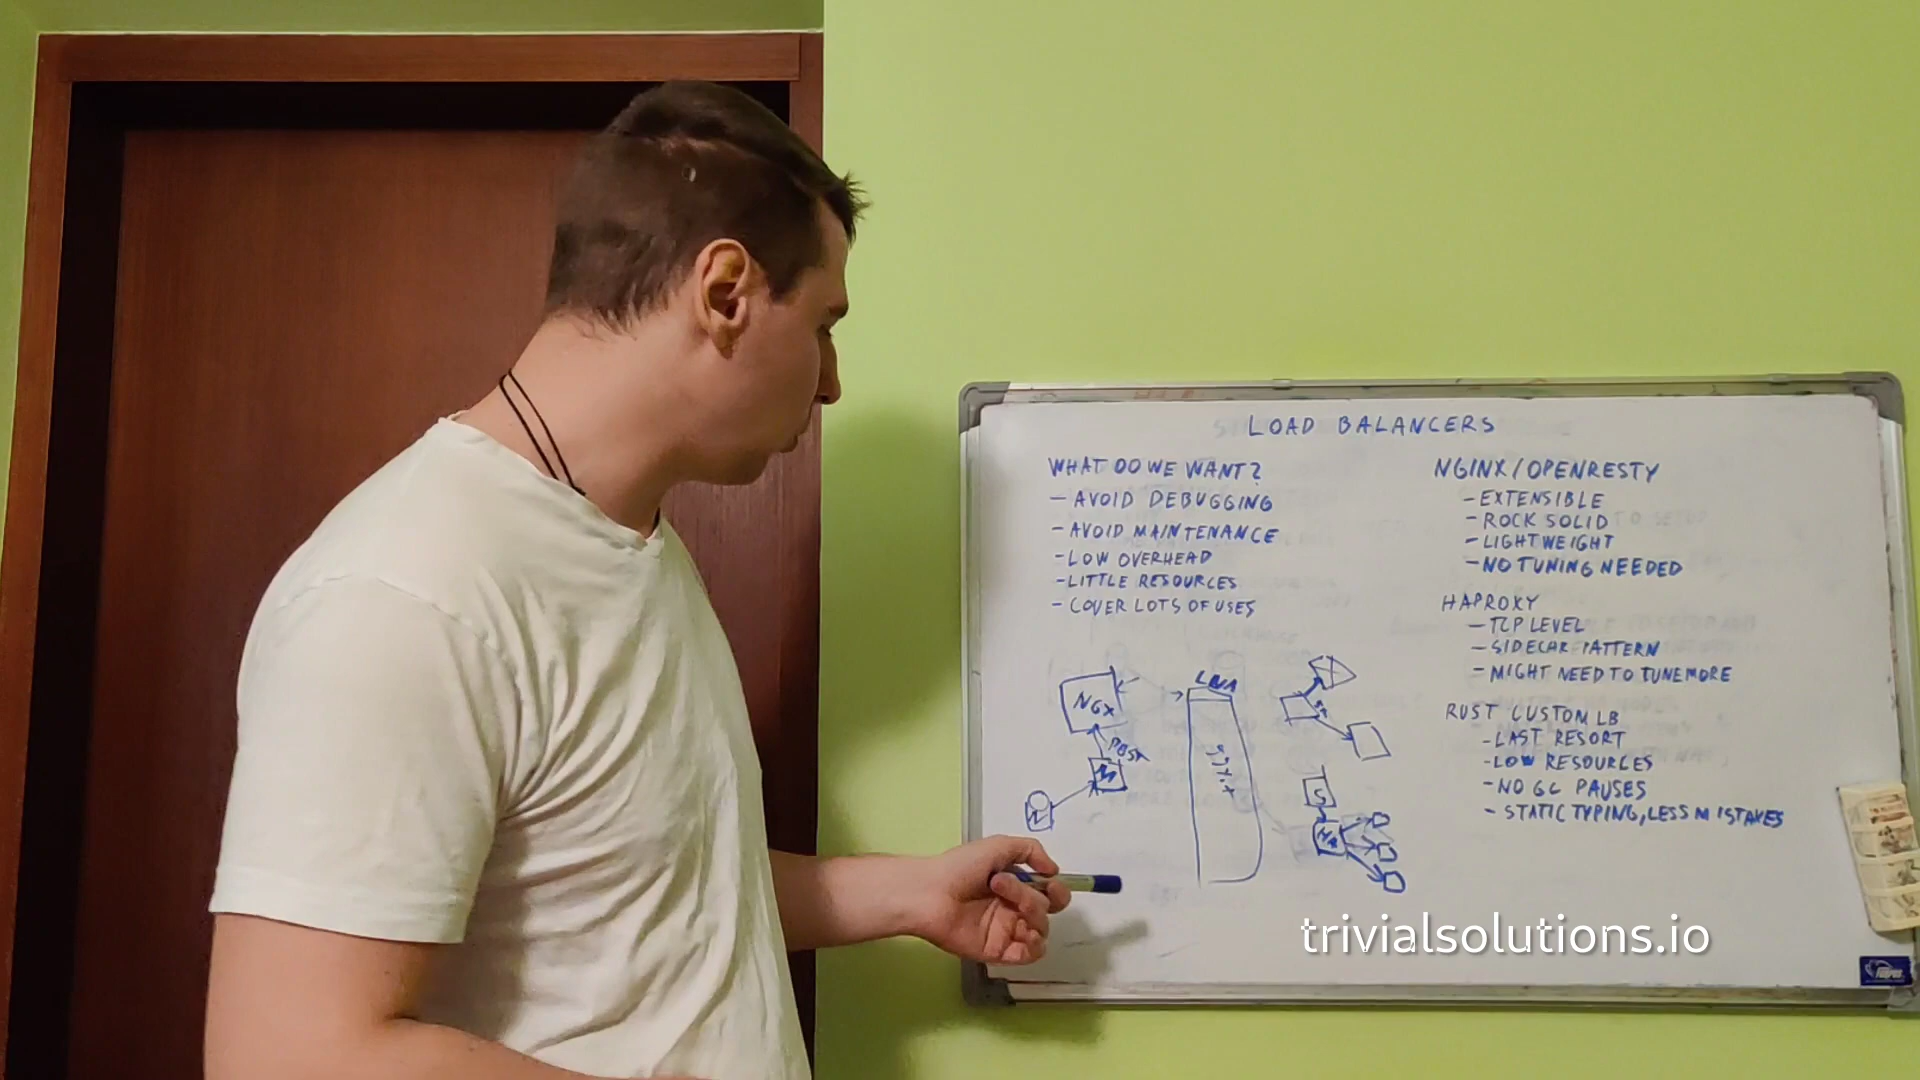 LOAD BALANCERS
WHAT DO WE WANT?
- AVOID DEBUGGING
- AVOID MAINTENANCE
- LOW OVERHEAD
- LITTLE RESOURCES
- COVER LOTS OF USES
NGINX/OPENRESTY
- EXTENSIBLE
- ROCK SOLID
- LIGHTWEIGHT
- NO TUNING NEEDED
HAPROXY
- TCP LEVEL
- SIDECAR PATTERN
- MIGHT NEED TO TUNE MORE
RUST CUSTOM LB
- LAST RESORT
- LOW RESOURCES
- NO GC PAUSES
- STATIC TYPING, LESS MISTAKES
NGX
LUA
S
trivialsolutions.io